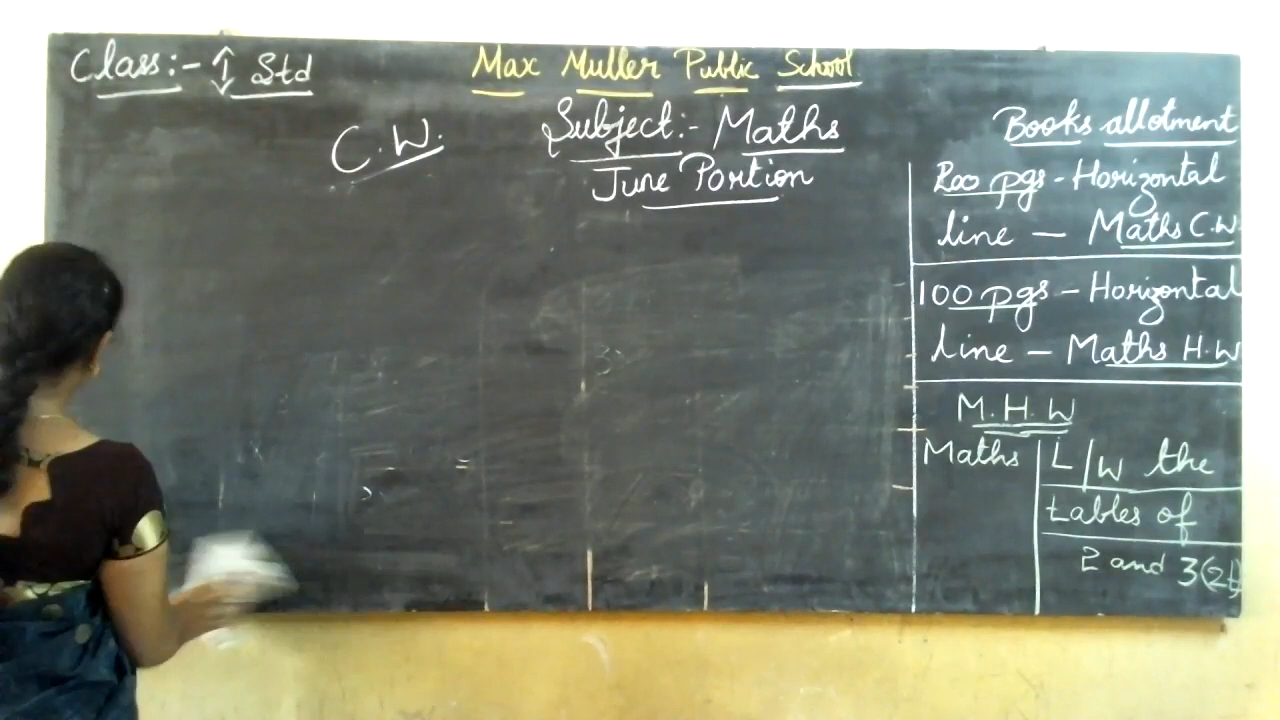 Class:- I Std
Max Muller Public School
C.W.
Subject:- Maths
June Portion
Books allotment
200 pgs - Horizontal
line — Maths C.W.
100 pgs - Horizontal
line — Maths H.W
M.H.W
Maths
L/w the
tables of
2 and 3(2t)